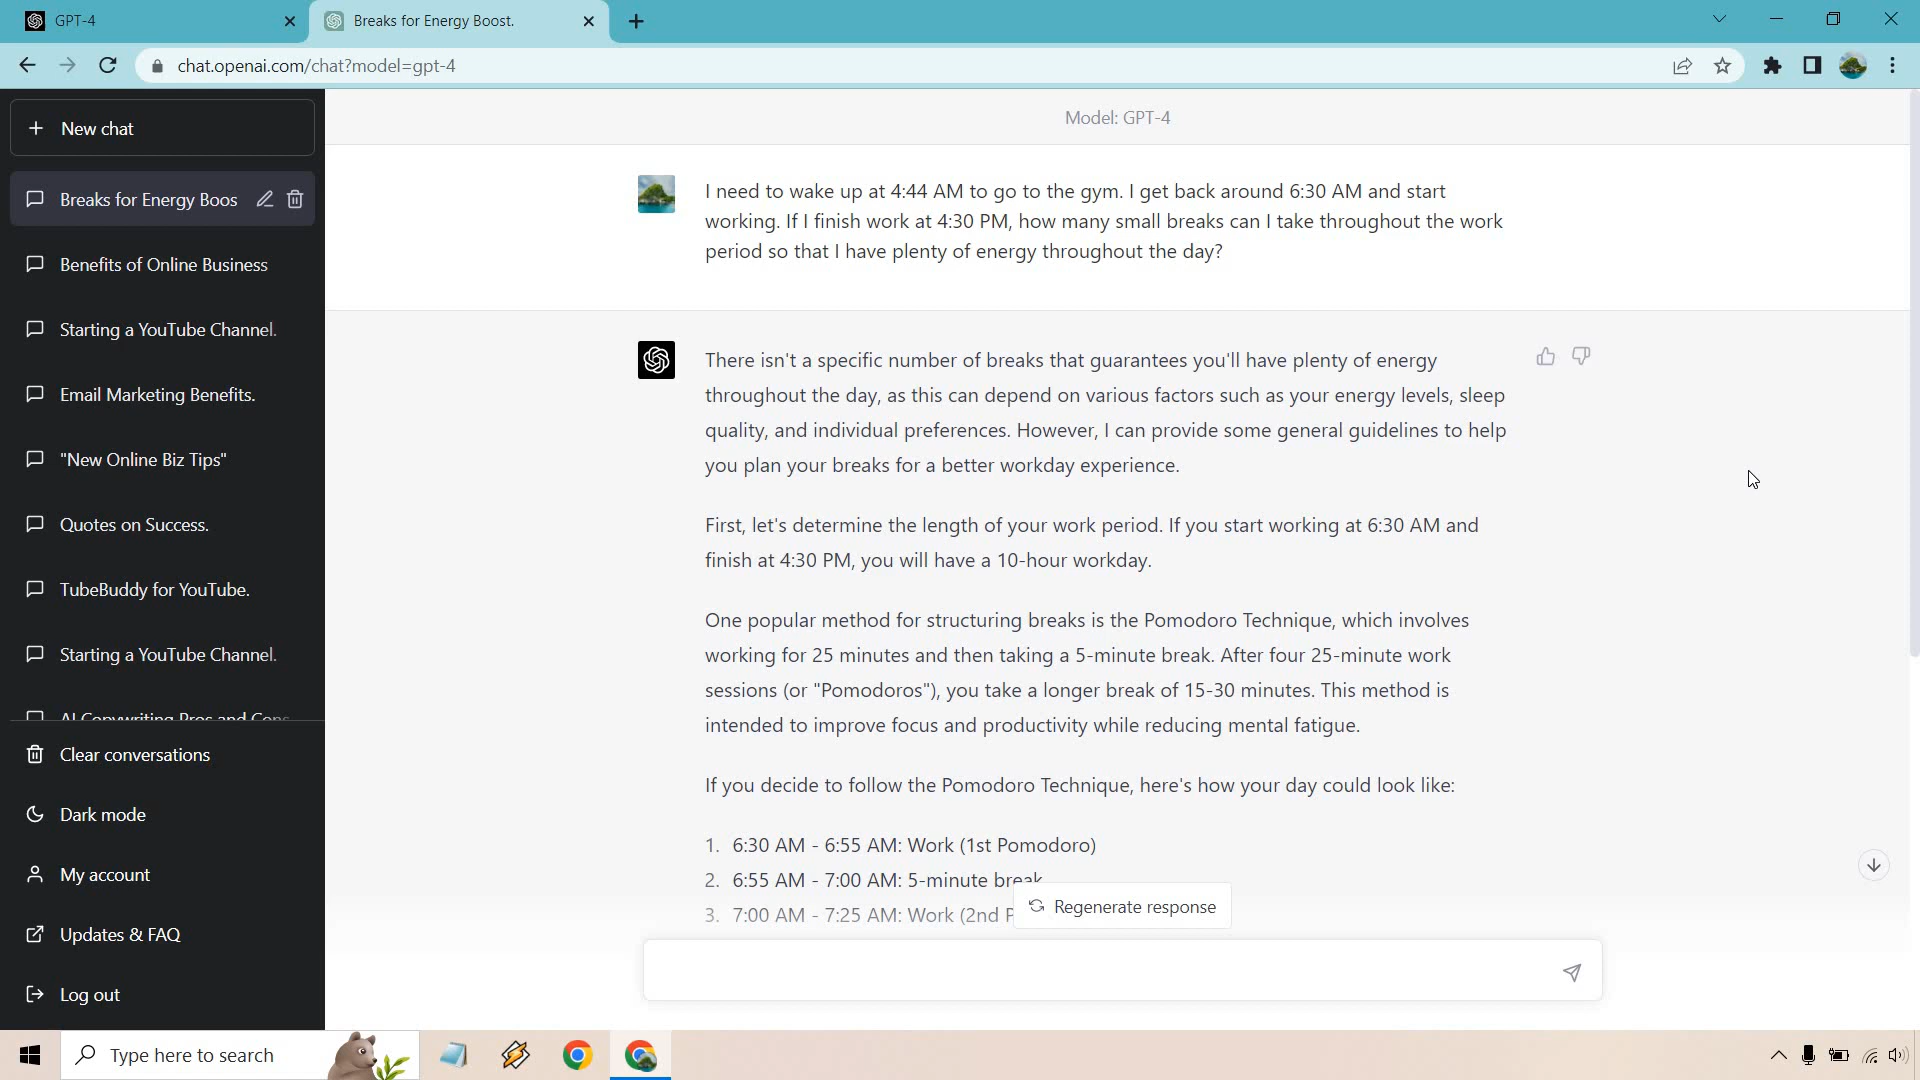 GPT-4
Breaks for Energy Boost.
chat.openai.com/chat?model=gpt-4
New chat
Breaks for Energy Boos
Benefits of Online Business
Starting a YouTube Channel.
Email Marketing Benefits.
"New Online Biz Tips"
Quotes on Success.
TubeBuddy for YouTube.
Starting a YouTube Channel.
AI Copywriting Pros and Cons
Clear conversations
Dark mode
My account
Updates & FAQ
Log out
Model: GPT-4
I need to wake up at 4:44 AM to go to the gym. I get back around 6:30 AM and start
working. If I finish work at 4:30 PM, how many small breaks can I take throughout the work
period so that I have plenty of energy throughout the day?
There isn't a specific number of breaks that guarantees you'll have plenty of energy
throughout the day, as this can depend on various factors such as your energy levels, sleep
quality, and individual preferences. However, I can provide some general guidelines to help
you plan your breaks for a better workday experience.
First, let's determine the length of your work period. If you start working at 6:30 AM and
finish at 4:30 PM, you will have a 10-hour workday.
One popular method for structuring breaks is the Pomodoro Technique, which involves
working for 25 minutes and then taking a 5-minute break. After four 25-minute work
sessions (or "Pomodoros"), you take a longer break of 15-30 minutes. This method is
intended to improve focus and productivity while reducing mental fatigue.
If you decide to follow the Pomodoro Technique, here's how your day could look like:
1. 6:30 AM - 6:55 AM: Work (1st Pomodoro)
2. 6:55 AM - 7:00 AM: 5-minute break
3. 7:00 AM - 7:25 AM: Work (2nd P
Regenerate response
Type here to search